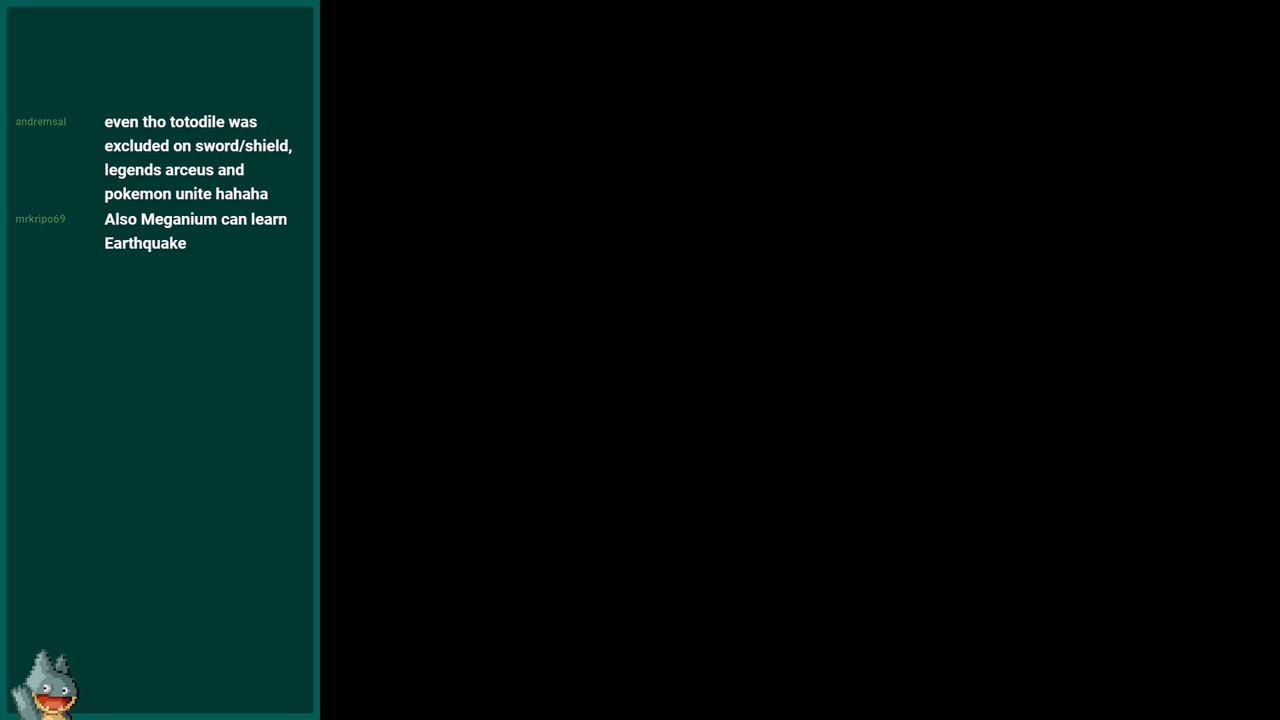 andremsal
even tho totodile was
excluded on sword/shield,
legends arceus and
pokemon unite hahaha
mrkripo69
Also Meganium can learn
Earthquake